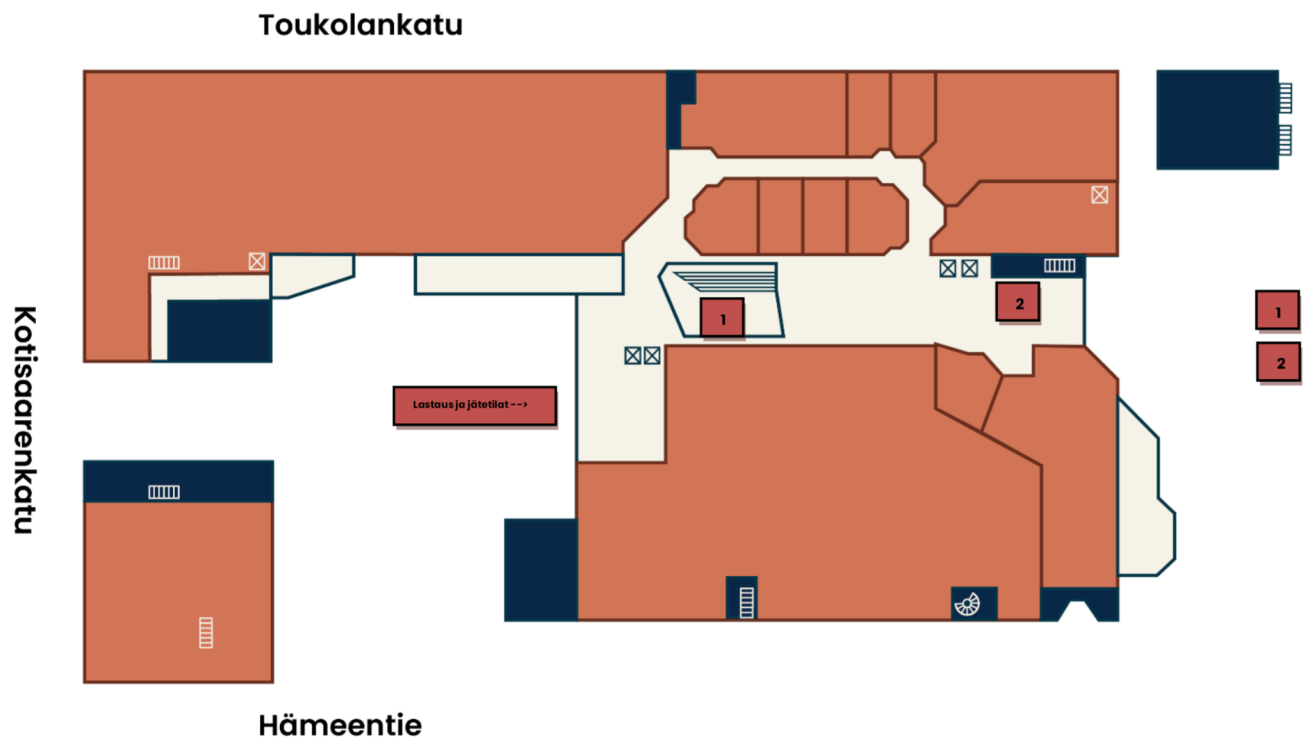 Toukolankatu
Kotisaarenkatu
1
2
1
2
Lastaus ja jätetilat -->
Hämeentie